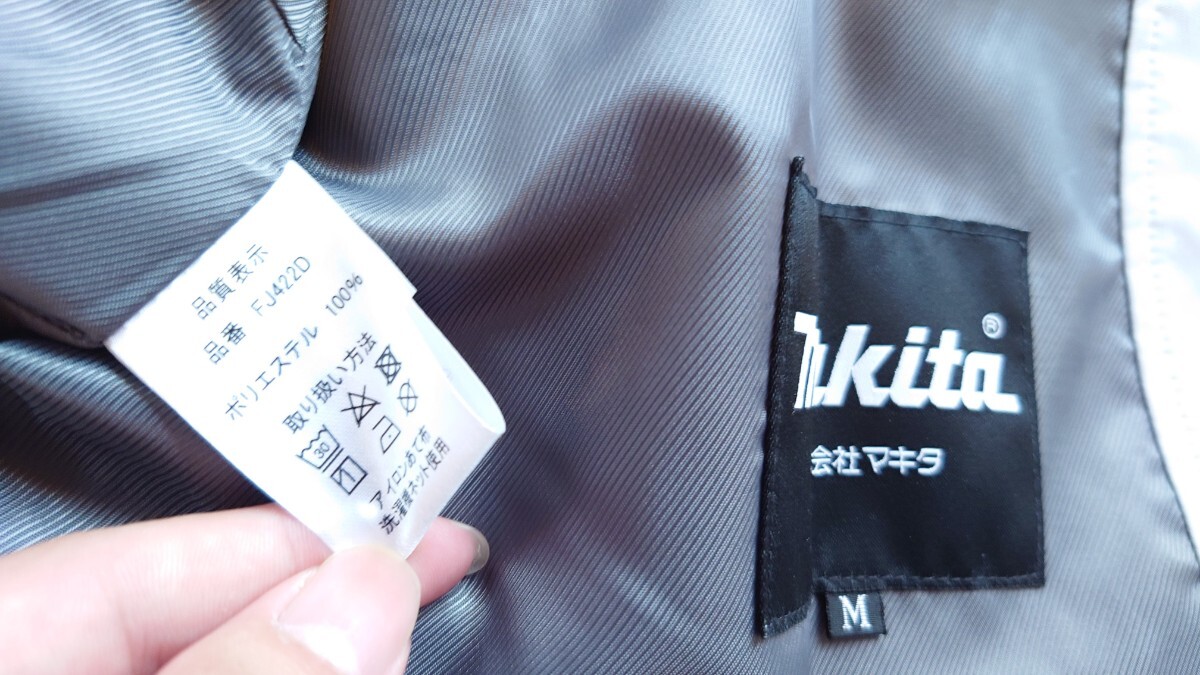 品質表示
品番 FJ422D
ポリエステル 100%
取り扱い方法
30
アイロンあて布
洗濯ネット使用
makita®
会社マキタ
M